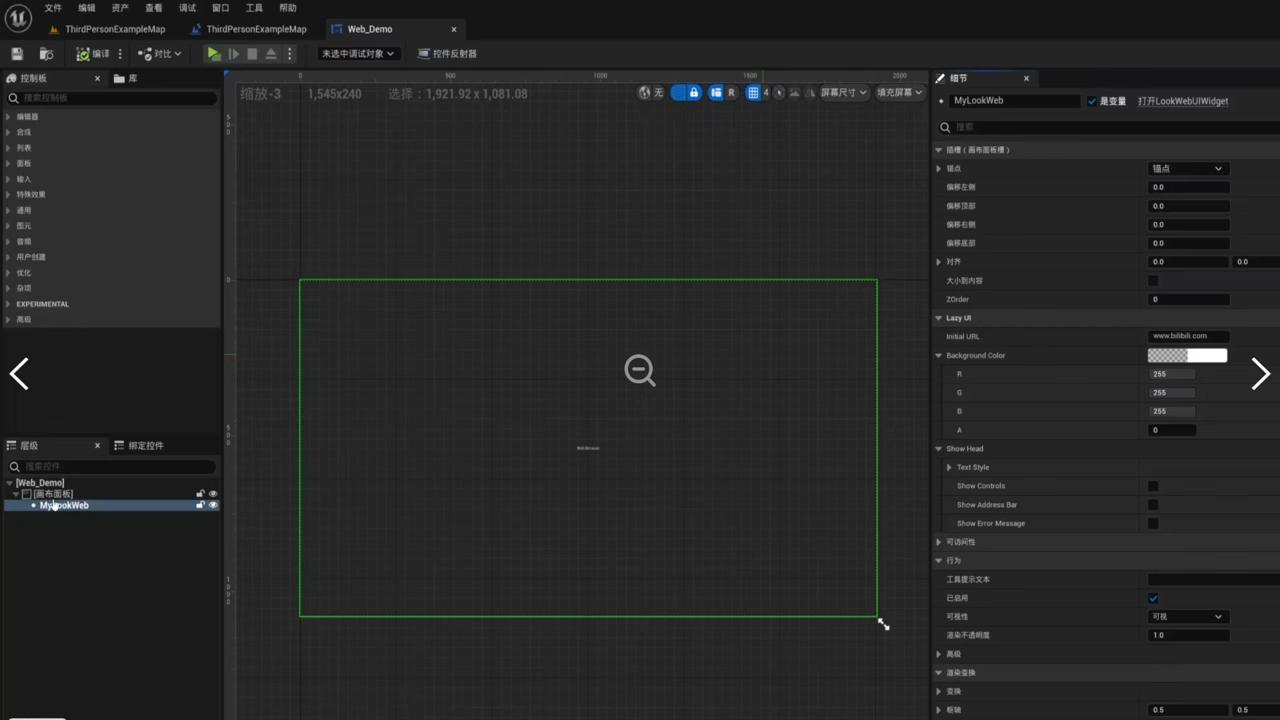 文件 编辑 资产 查看 调试 窗口 工具 帮助
ThirdPersonExampleMap ThirdPersonExampleMap Web_Demo
编译 对比 未选中调试对象 控件反射器
控制板 库
搜索控制板
编辑器
合成
列表
面板
输入
特殊效果
通用
图元
音频
用户创建
优化
杂项
EXPERIMENTAL
高级
层级 绑定控件
搜索控件
[Web_Demo]
[画布面板]
MyLookWeb
0 500 1000 1500 2000
缩放-3 1,545x240 选择：1,921.92 x 1,081.08 无 R 4 屏幕尺寸 填充屏幕
500
0
500
1000
Web Browser
细节
MyLookWeb 是变量 打开LookWebUIWidget
搜索
插槽（画布面板槽）
锚点 锚点
偏移左侧 0.0
偏移顶部 0.0
偏移右侧 0.0
偏移底部 0.0
对齐 0.0 0.0
大小到内容
ZOrder 0
Lazy UI
Initial URL www.bilibili.com
Background Color
R 255
G 255
B 255
A 0
Show Head
Text Style
Show Controls
Show Address Bar
Show Error Message
可访问性
行为
工具提示文本
已启用
可视性 可视
渲染不透明度 1.0
高级
渲染变换
变换
枢轴 0.5 0.5